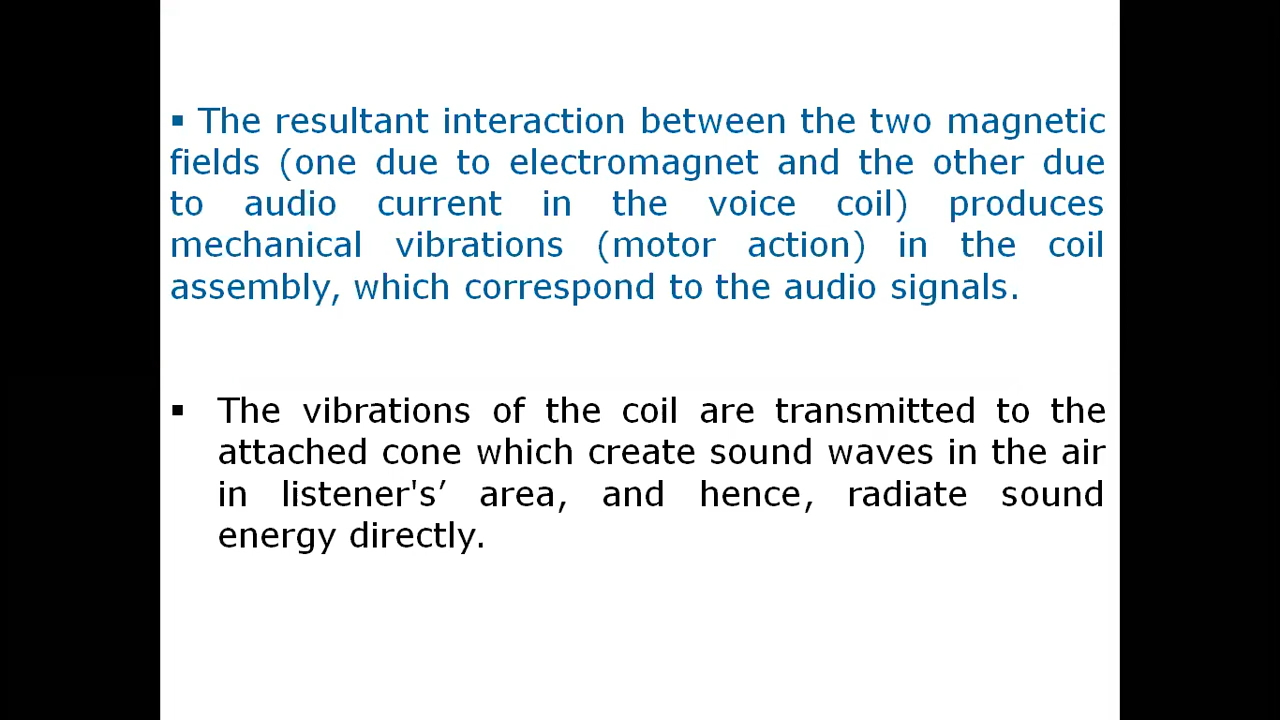 ▪ The resultant interaction between the two magnetic
fields (one due to electromagnet and the other due
to audio current in the voice coil) produces
mechanical vibrations (motor action) in the coil
assembly, which correspond to the audio signals.
▪ The vibrations of the coil are transmitted to the
attached cone which create sound waves in the air
in listener's’ area, and hence, radiate sound
energy directly.